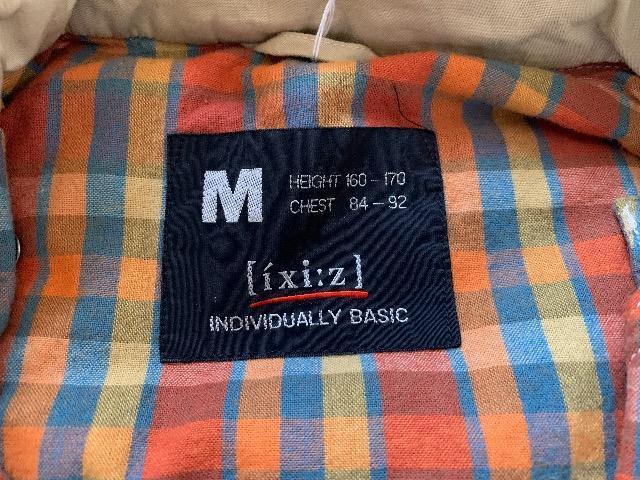 M
HEIGHT 160 - 170
CHEST 84 - 92
[íxi:z]
INDIVIDUALLY BASIC